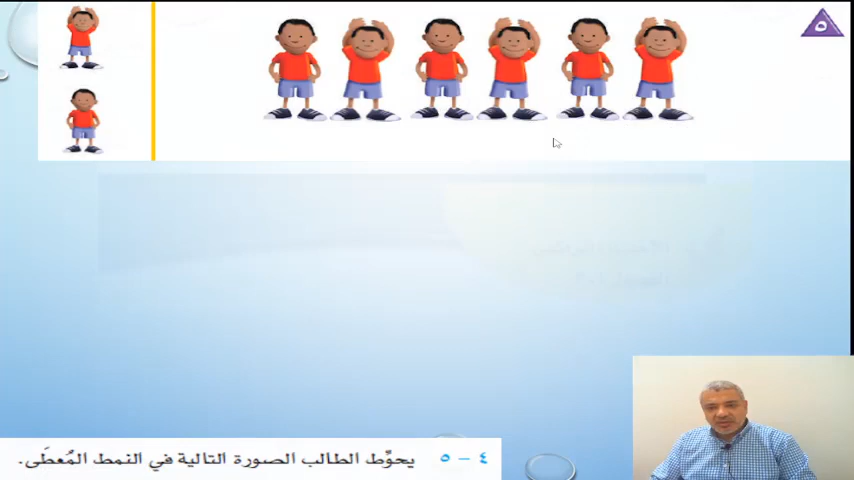 ٥
٤ - ٥ يحوِّط الطالب الصورة التالية في النمط المُعطَى.